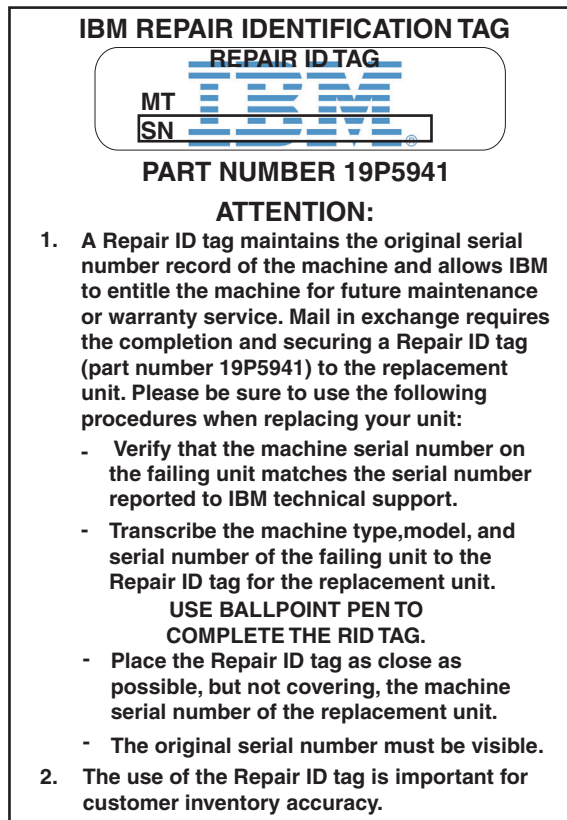 IBM REPAIR IDENTIFICATION TAG
REPAIR ID TAG
IBM®
MT
SN
PART NUMBER 19P5941
ATTENTION:
1. A Repair ID tag maintains the original serial
number record of the machine and allows IBM
to entitle the machine for future maintenance
or warranty service. Mail in exchange requires
the completion and securing a Repair ID tag
(part number 19P5941) to the replacement
unit. Please be sure to use the following
procedures when replacing your unit:
- Verify that the machine serial number on
the failing unit matches the serial number
reported to IBM technical support.
- Transcribe the machine type,model, and
serial number of the failing unit to the
Repair ID tag for the replacement unit.
USE BALLPOINT PEN TO
COMPLETE THE RID TAG.
- Place the Repair ID tag as close as
possible, but not covering, the machine
serial number of the replacement unit.
- The original serial number must be visible.
2. The use of the Repair ID tag is important for
customer inventory accuracy.